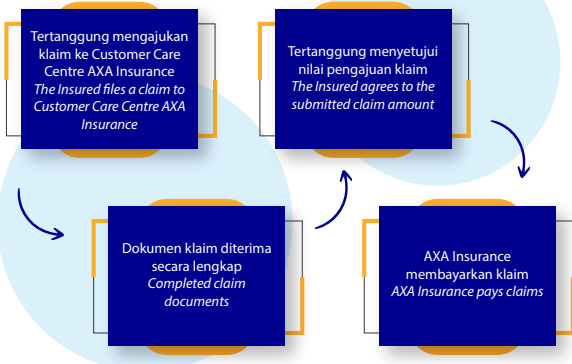 Tertanggung mengajukan
klaim ke Customer Care
Centre AXA Insurance
The Insured files a claim to
Customer Care Centre AXA
Insurance
Dokumen klaim diterima
secara lengkap
Completed claim
documents
Tertanggung menyetujui
nilai pengajuan klaim
The Insured agrees to the
submitted claim amount
AXA Insurance
membayarkan klaim
AXA Insurance pays claims